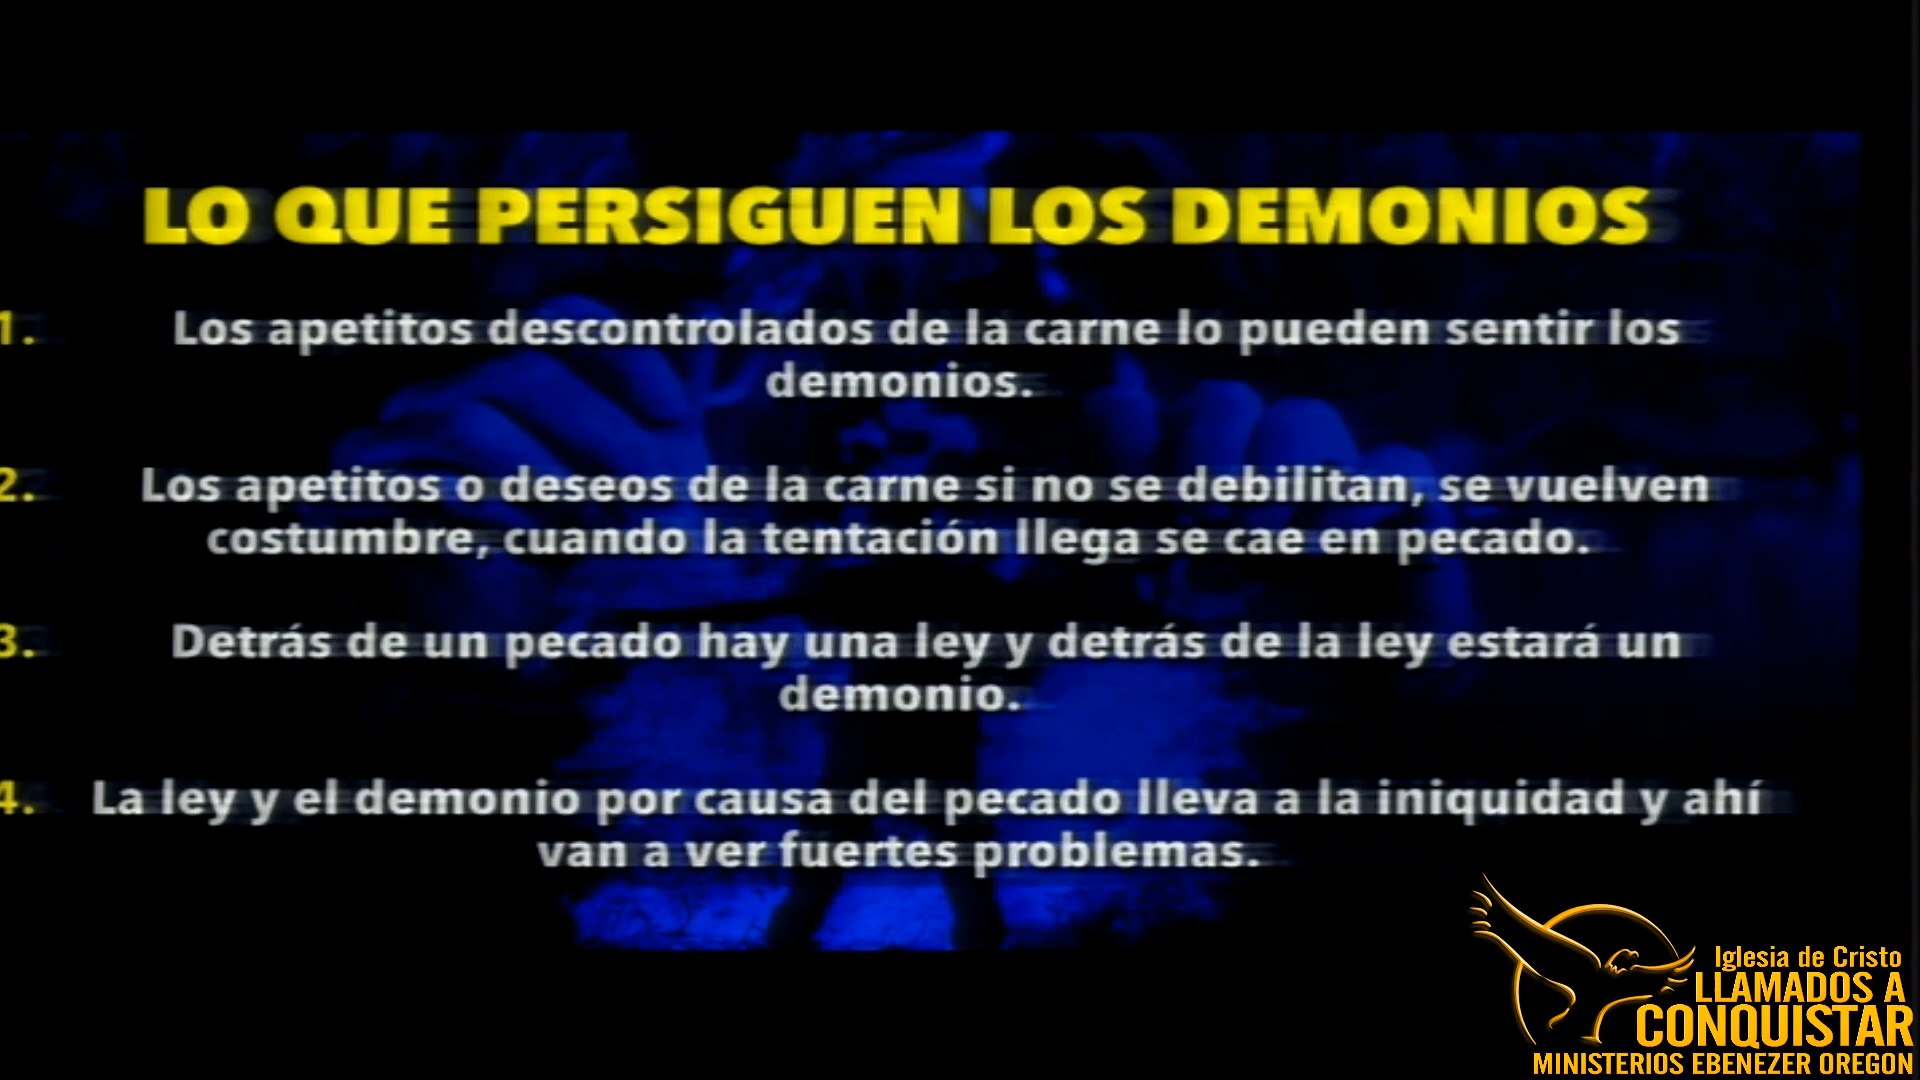 LO QUE PERSIGUEN LOS DEMONIOS
1. Los apetitos descontrolados de la carne lo pueden sentir los
demonios.
2. Los apetitos o deseos de la carne si no se debilitan, se vuelven
costumbre, cuando la tentación llega se cae en pecado.
3. Detrás de un pecado hay una ley y detrás de la ley estará un
demonio.
4. La ley y el demonio por causa del pecado lleva a la iniquidad y ahí
van a ver fuertes problemas.
Iglesia de Cristo
LLAMADOS A
CONQUISTAR
MINISTERIOS EBENEZER OREGON